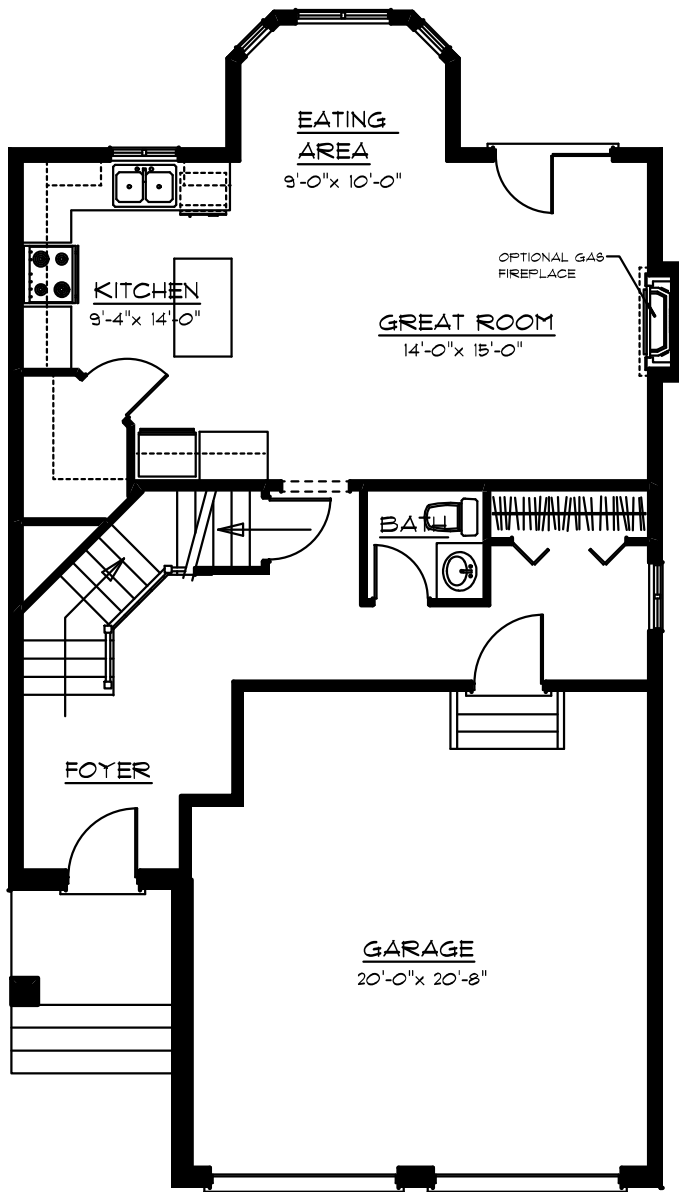 EATING
AREA
9'-0"x 10'-0"
OPTIONAL GAS
FIREPLACE
KITCHEN
9'-4"x 14'-0"
GREAT ROOM
14'-0"x 15'-0"
BATH
FOYER
GARAGE
20'-0"x 20'-8"